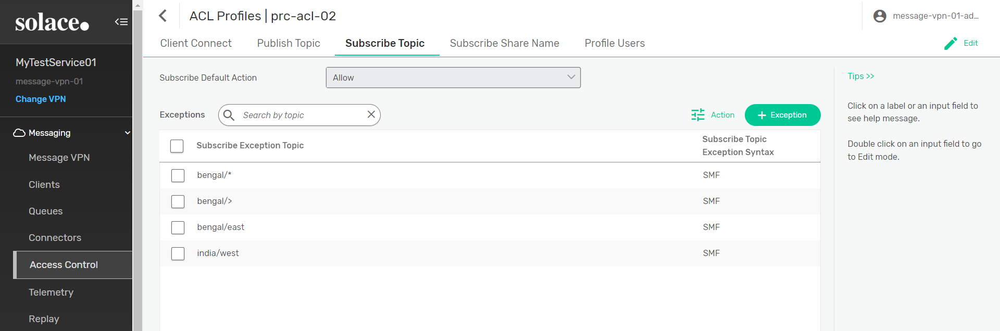 solace.
MyTestService01
message-vpn-01
Change VPN
Messaging
Message VPN
Clients
Queues
Connectors
Access Control
Telemetry
Replay
ACL Profiles | prc-acl-02
message-vpn-01-ad...
Client Connect
Publish Topic
Subscribe Topic
Subscribe Share Name
Profile Users
Edit
Subscribe Default Action
Allow
Exceptions
Search by topic
Action
+ Exception
Subscribe Exception Topic
Subscribe Topic
Exception Syntax
bengal/*
SMF
bengal/>
SMF
bengal/east
SMF
india/west
SMF
Tips >>
Click on a label or an input field to
see help message.
Double click on an input field to go
to Edit mode.